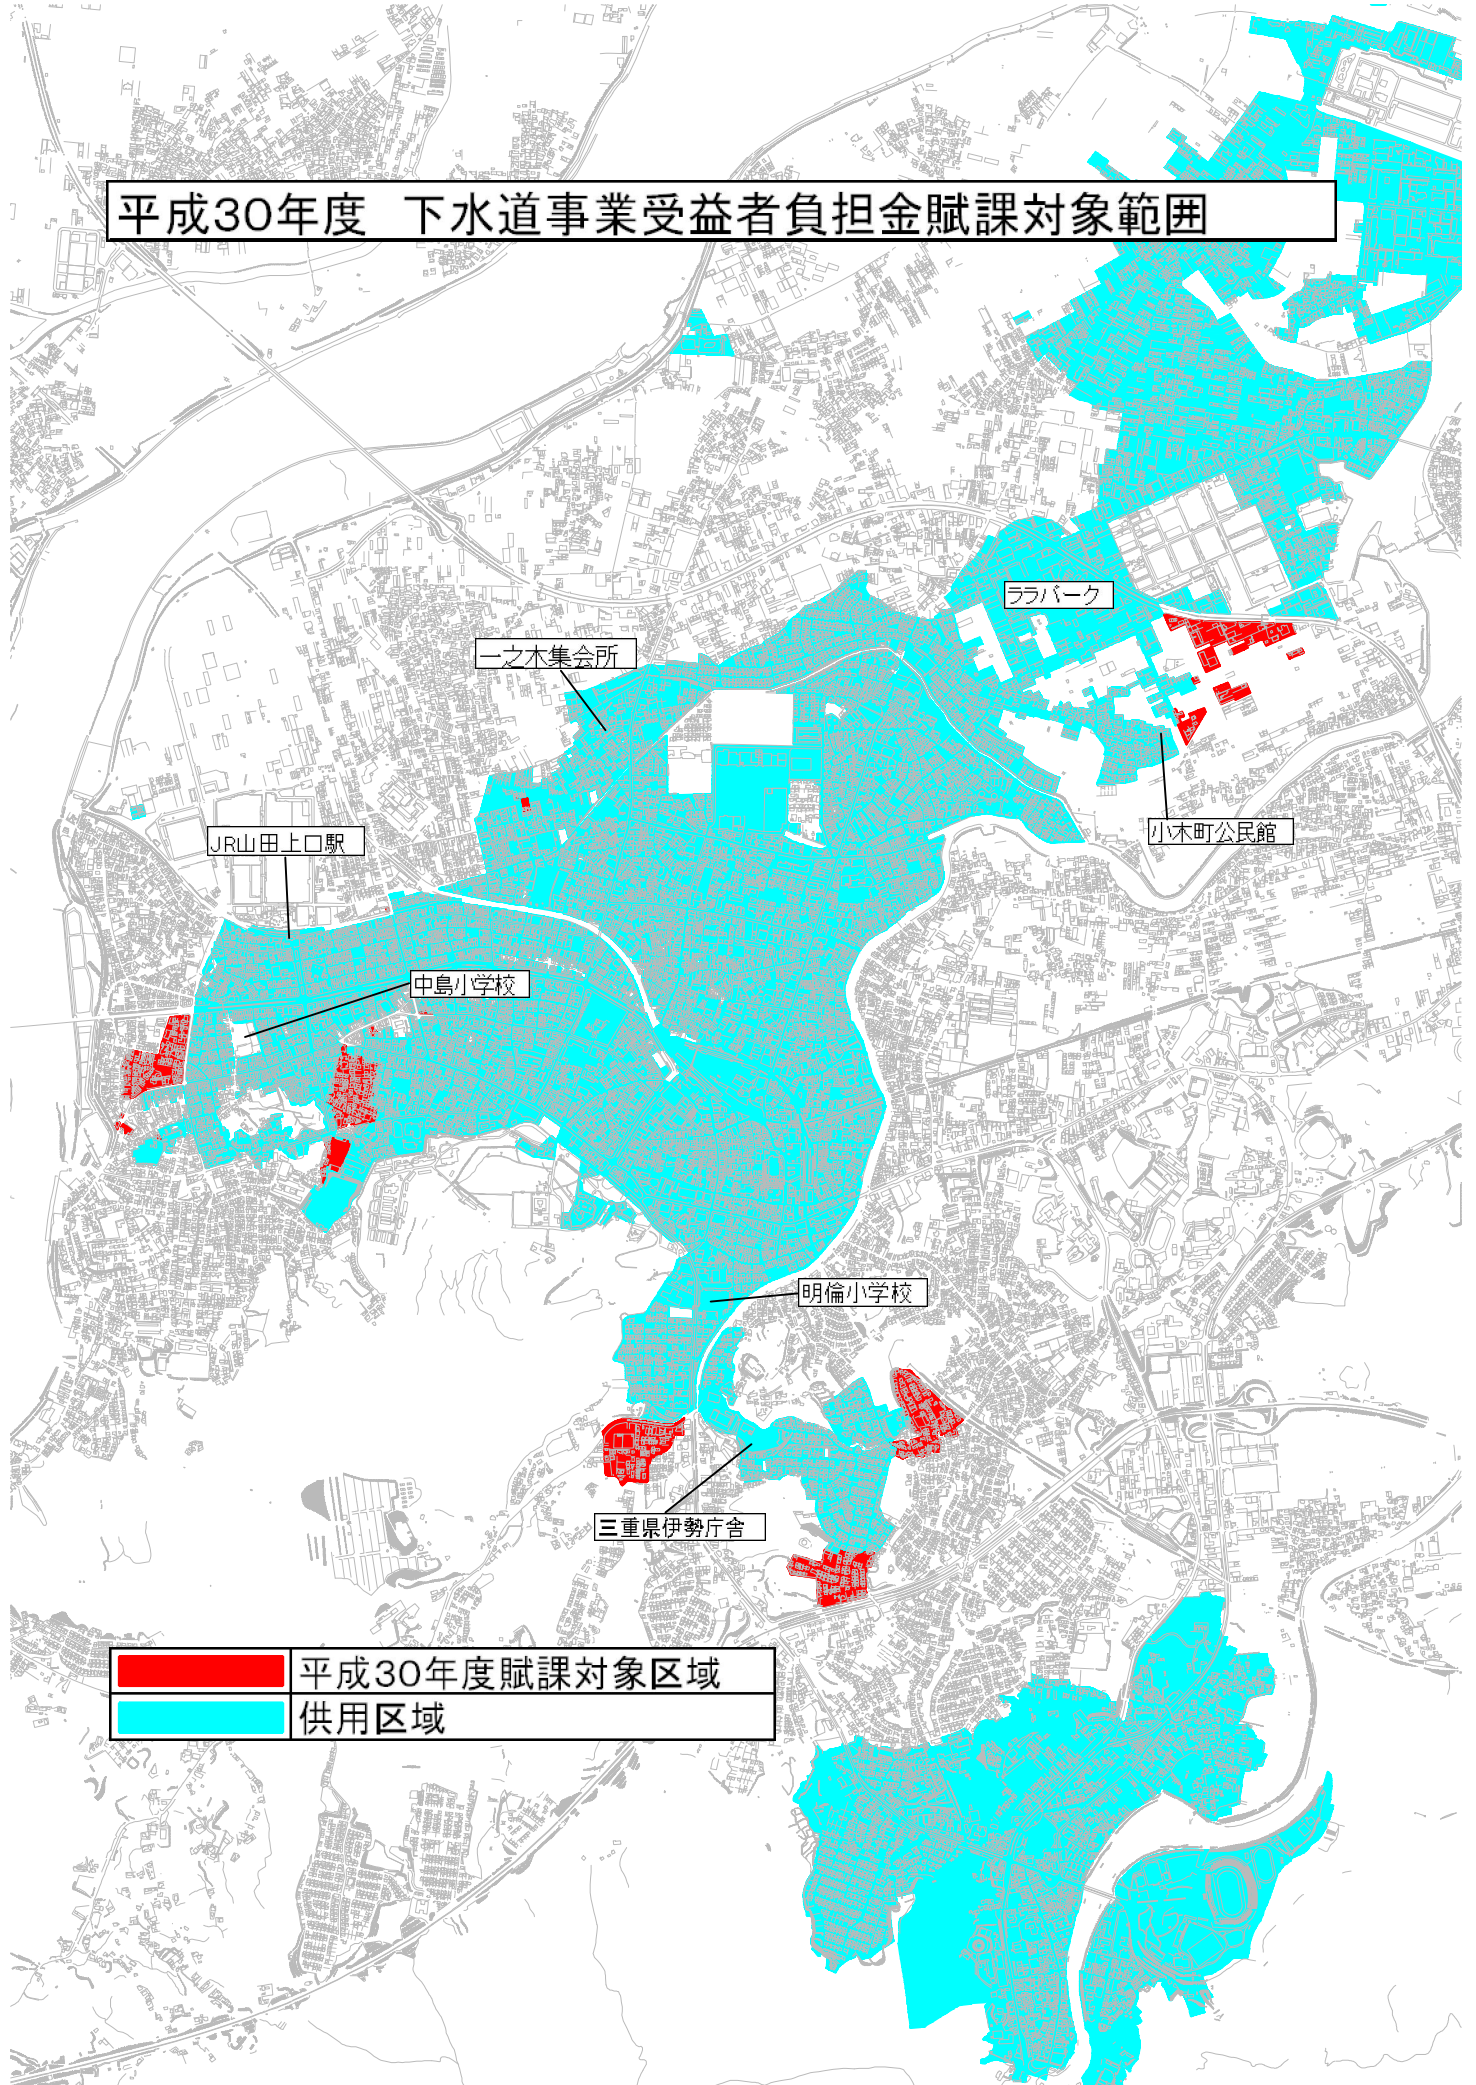 平成30年度　下水道事業受益者負担金賦課対象範囲
ララパーク
一之木集会所
小木町公民館
JR山田上口駅
中島小学校
明倫小学校
三重県伊勢庁舎
平成30年度賦課対象区域
供用区域